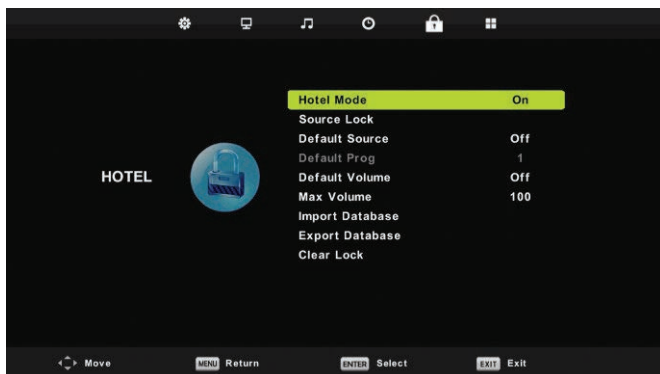 Hotel Mode On
Source Lock
Default Source Off
Default Prog 1
HOTEL
Default Volume Off
Max Volume 100
Import Database
Export Database
Clear Lock
Move MENU Return ENTER Select EXIT Exit